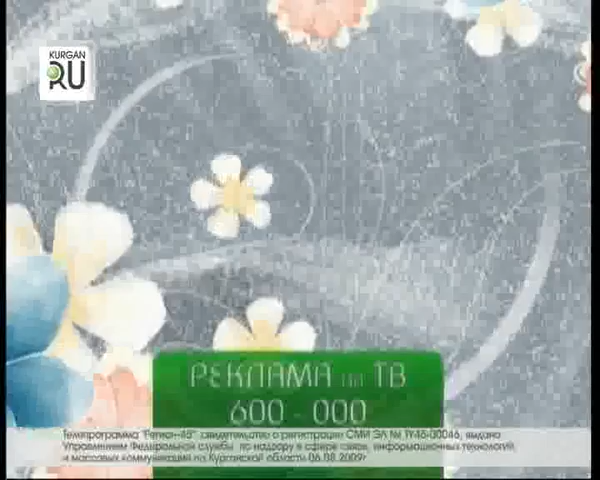 KURGAN
RU
РЕКЛАМА на ТВ
600 - 000
Телепрограмма "Регион-45" свидетельство о регистрации СМИ ЭЛ № ТУ45-00046, выдано
Управлением Федеральной службы по надзору в сфере связи, информационных технологий
и массовых коммуникаций по Курганской области 06.08.2009г